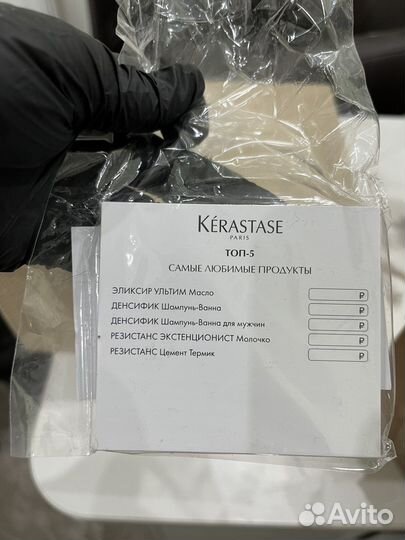 KÉRASTASE
PARIS
ТОП-5
САМЫЕ ЛЮБИМЫЕ ПРОДУКТЫ
ЭЛИКСИР УЛЬТИМ Масло ₽
ДЕНСИФИК Шампунь-Ванна ₽
ДЕНСИФИК Шампунь-Ванна для мужчин ₽
РЕЗИСТАНС ЭКСТЕНЦИОНИСТ Молочко ₽
РЕЗИСТАНС Цемент Термик ₽
Avito